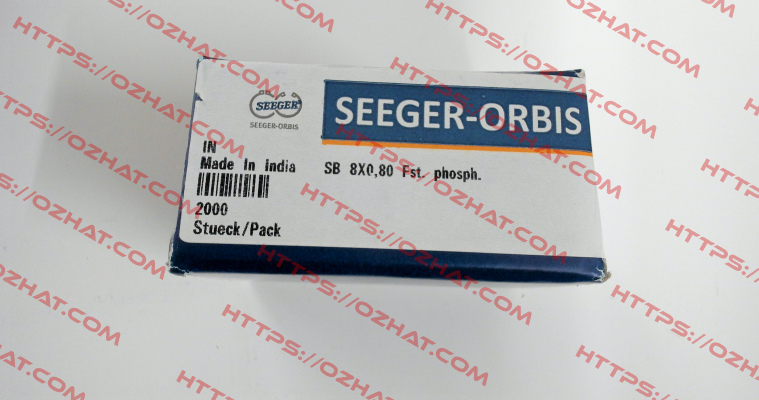 SEEGER
SEEGER-ORBIS
SEEGER-ORBIS
IN
Made In India
SB 8X0,80 Fst. phosph.
2000
Stueck/Pack
HTTPS://OZHAT.COM